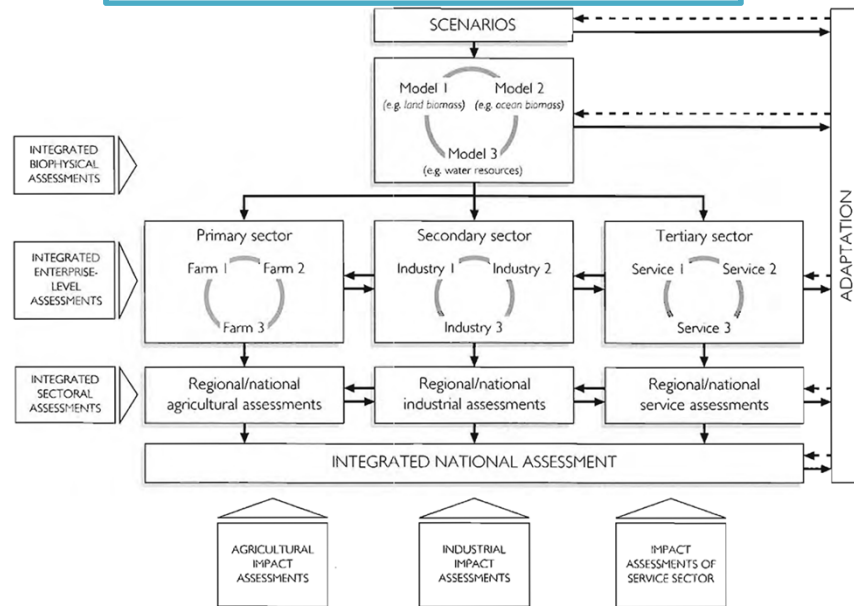 SCENARIOS
Model 1
(e.g. land biomass)
Model 2
(e.g. ocean biomass)
Model 3
(e.g. water resources)
INTEGRATED
BIOPHYSICAL
ASSESSMENTS
ADAPTATION
INTEGRATED
ENTERPRISE-
LEVEL
ASSESSMENTS
Primary sector
Farm 1
Farm 2
Farm 3
Secondary sector
Industry 1
Industry 2
Industry 3
Tertiary sector
Service 1
Service 2
Service 3
INTEGRATED
SECTORAL
ASSESSMENTS
Regional/national
agricultural assessments
Regional/national
industrial assessments
Regional/national
service assessments
INTEGRATED NATIONAL ASSESSMENT
AGRICULTURAL
IMPACT
ASSESSMENTS
INDUSTRIAL
IMPACT
ASSESSMENTS
IMPACT
ASSESSMENTS OF
SERVICE SECTOR